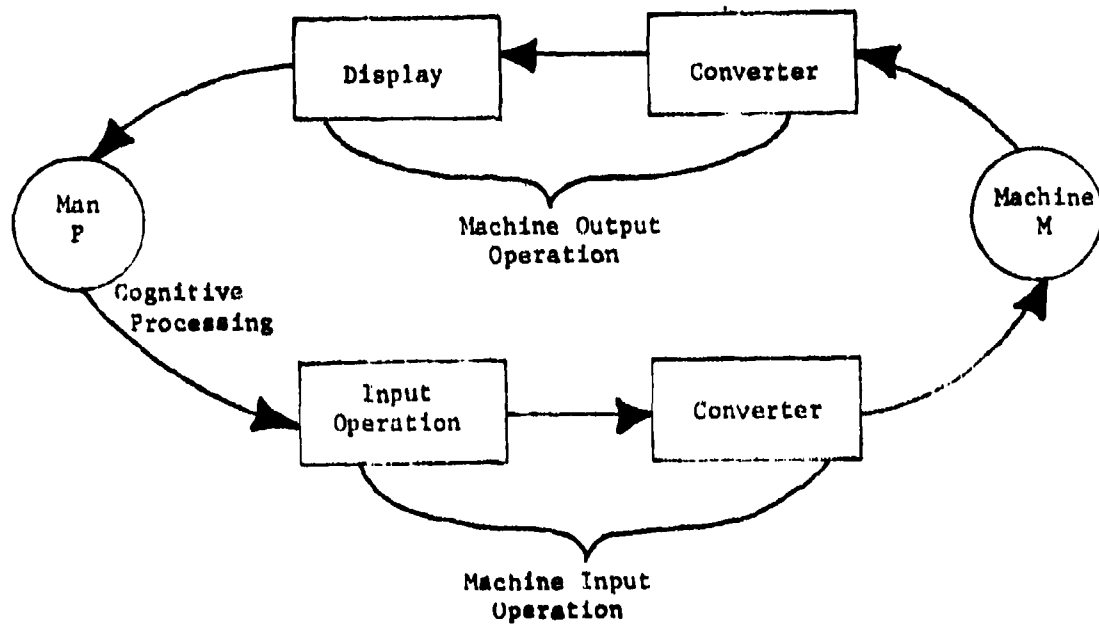 Display
Converter
Man
P
Machine
M
Machine Output
Operation
Cognitive
Processing
Input
Operation
Converter
Machine Input
Operation